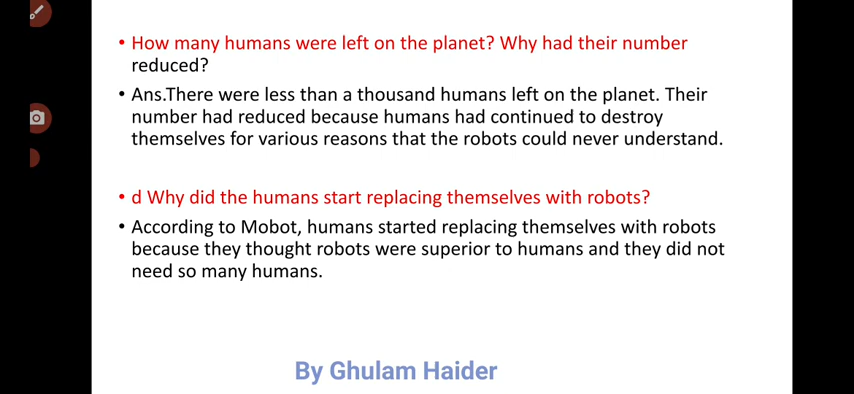 • How many humans were left on the planet? Why had their number
reduced?
• Ans.There were less than a thousand humans left on the planet. Their
number had reduced because humans had continued to destroy
themselves for various reasons that the robots could never understand.
• d Why did the humans start replacing themselves with robots?
• According to Mobot, humans started replacing themselves with robots
because they thought robots were superior to humans and they did not
need so many humans.
By Ghulam Haider